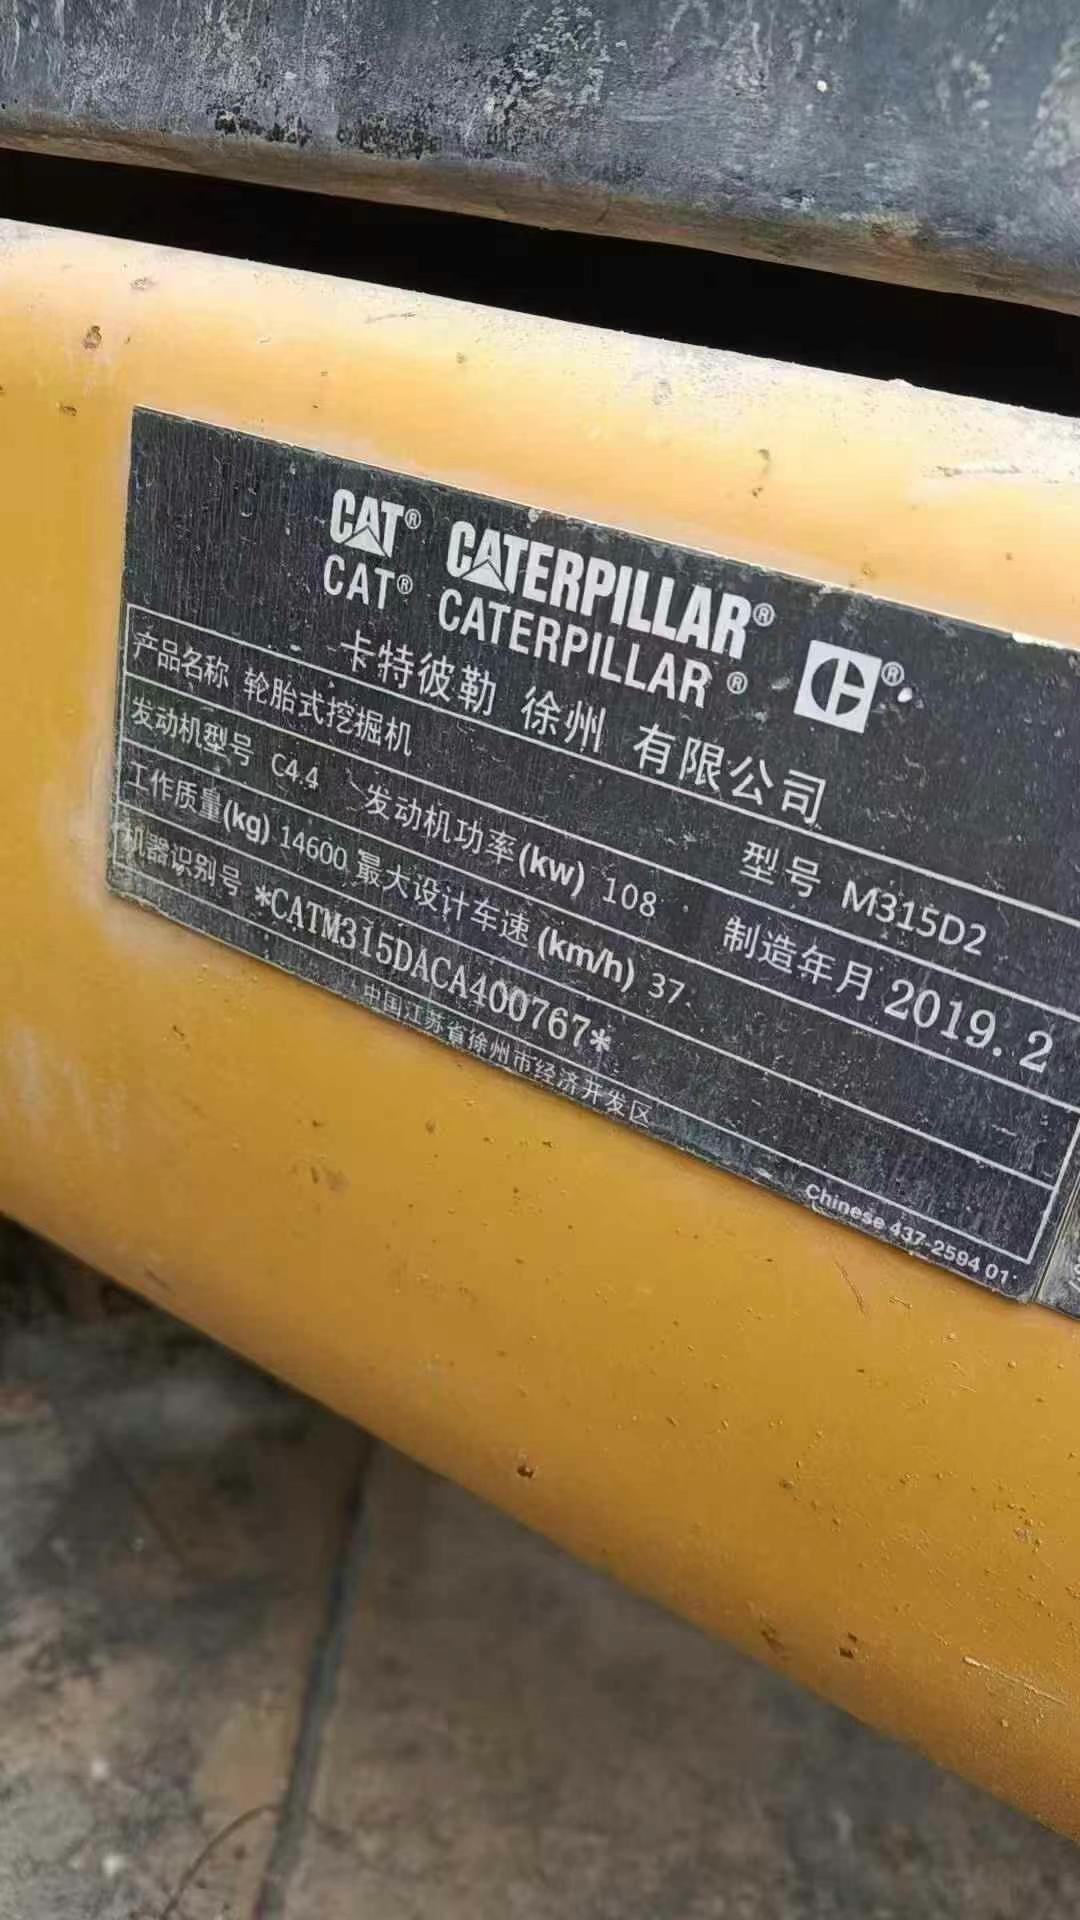 CAT® CATERPILLAR®
CAT® CATERPILLAR®
卡特彼勒 徐州 有限公司
产品名称 轮胎式挖掘机 型号 M315D2
发动机型号 C4.4 发动机功率(kw) 108 制造年月 2019.2
工作质量(kg) 14600 最大设计车速(km/h) 37
机器识别号 *CATM315DACA400767*
中国江苏省徐州市经济开发区
Chinese 437-2594 01